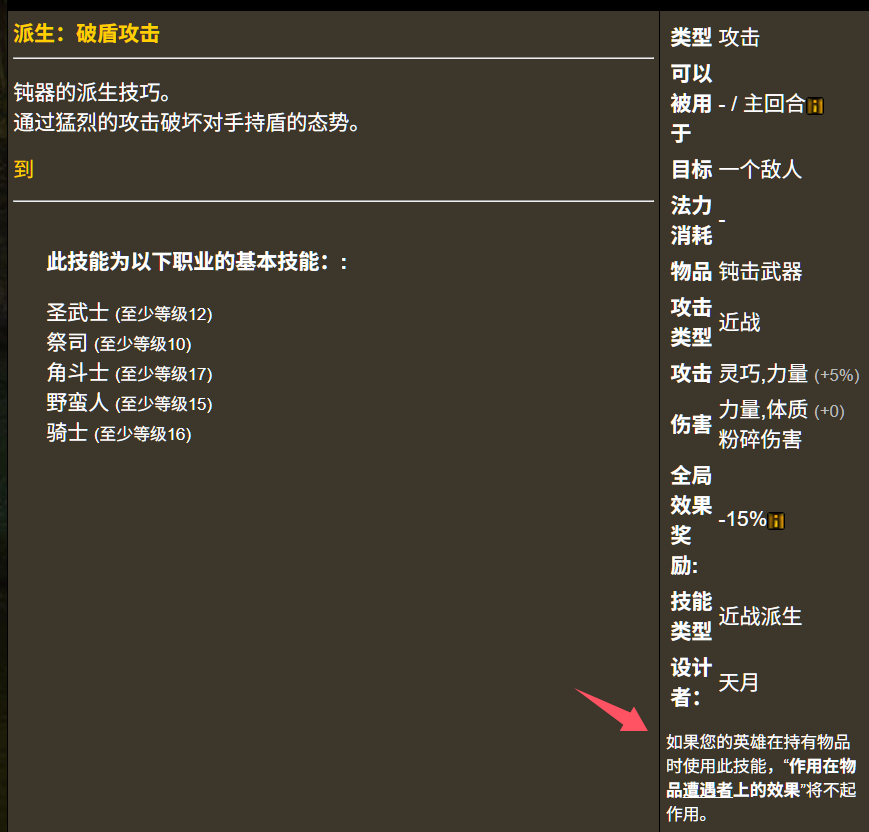 派生：破盾攻击
钝器的派生技巧。
通过猛烈的攻击破坏对手持盾的态势。
到
此技能为以下职业的基本技能：:
圣武士 (至少等级12)
祭司 (至少等级10)
角斗士 (至少等级17)
野蛮人 (至少等级15)
骑士 (至少等级16)
类型 攻击
可以
被用 - / 主回合
于
目标 一个敌人
法力
消耗 -
物品 钝击武器
攻击
类型 近战
攻击 灵巧,力量 (+5%)
伤害 力量,体质 (+0)
粉碎伤害
全局
效果
奖
励: -15%
技能
类型 近战派生
设计
者： 天月
如果您的英雄在持有物品
时使用此技能，“作用在物
品遭遇者上的效果”将不起
作用。